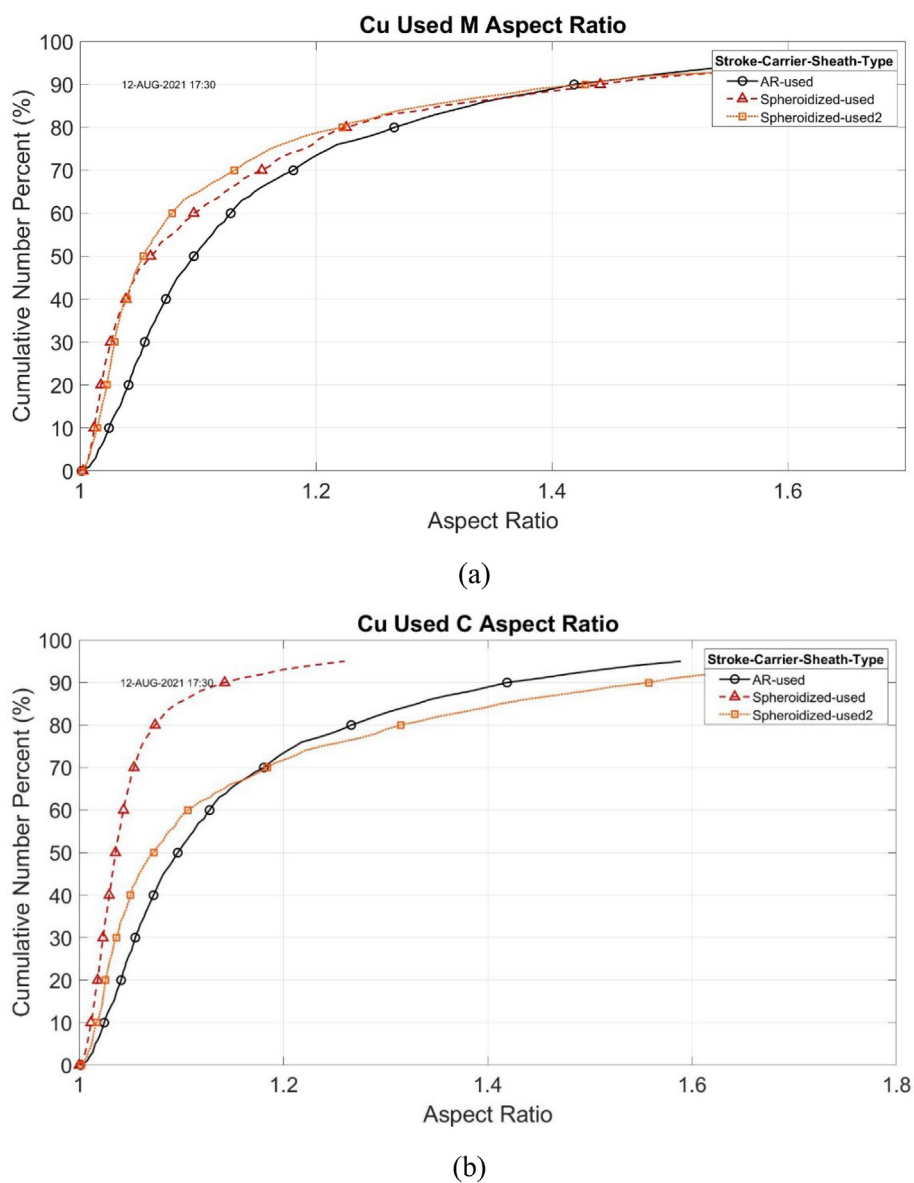 (a)
Cu Used M Aspect Ratio
100
90
80
70
60
50
40
30
20
10
0
Cumulative Number Percent (%)
12-AUG-2021 17:30
Stroke-Carrier-Sheath-Type
AR-used
Spheroidized-used
Spheroidized-used2
1 1.2 1.4 1.6
Aspect Ratio
(a)
Cu Used C Aspect Ratio
100
90
80
70
60
50
40
30
20
10
0
Cumulative Number Percent (%)
12-AUG-2021 17:30
Stroke-Carrier-Sheath-Type
AR-used
Spheroidized-used
Spheroidized-used2
1 1.2 1.4 1.6 1.8
Aspect Ratio
(b)